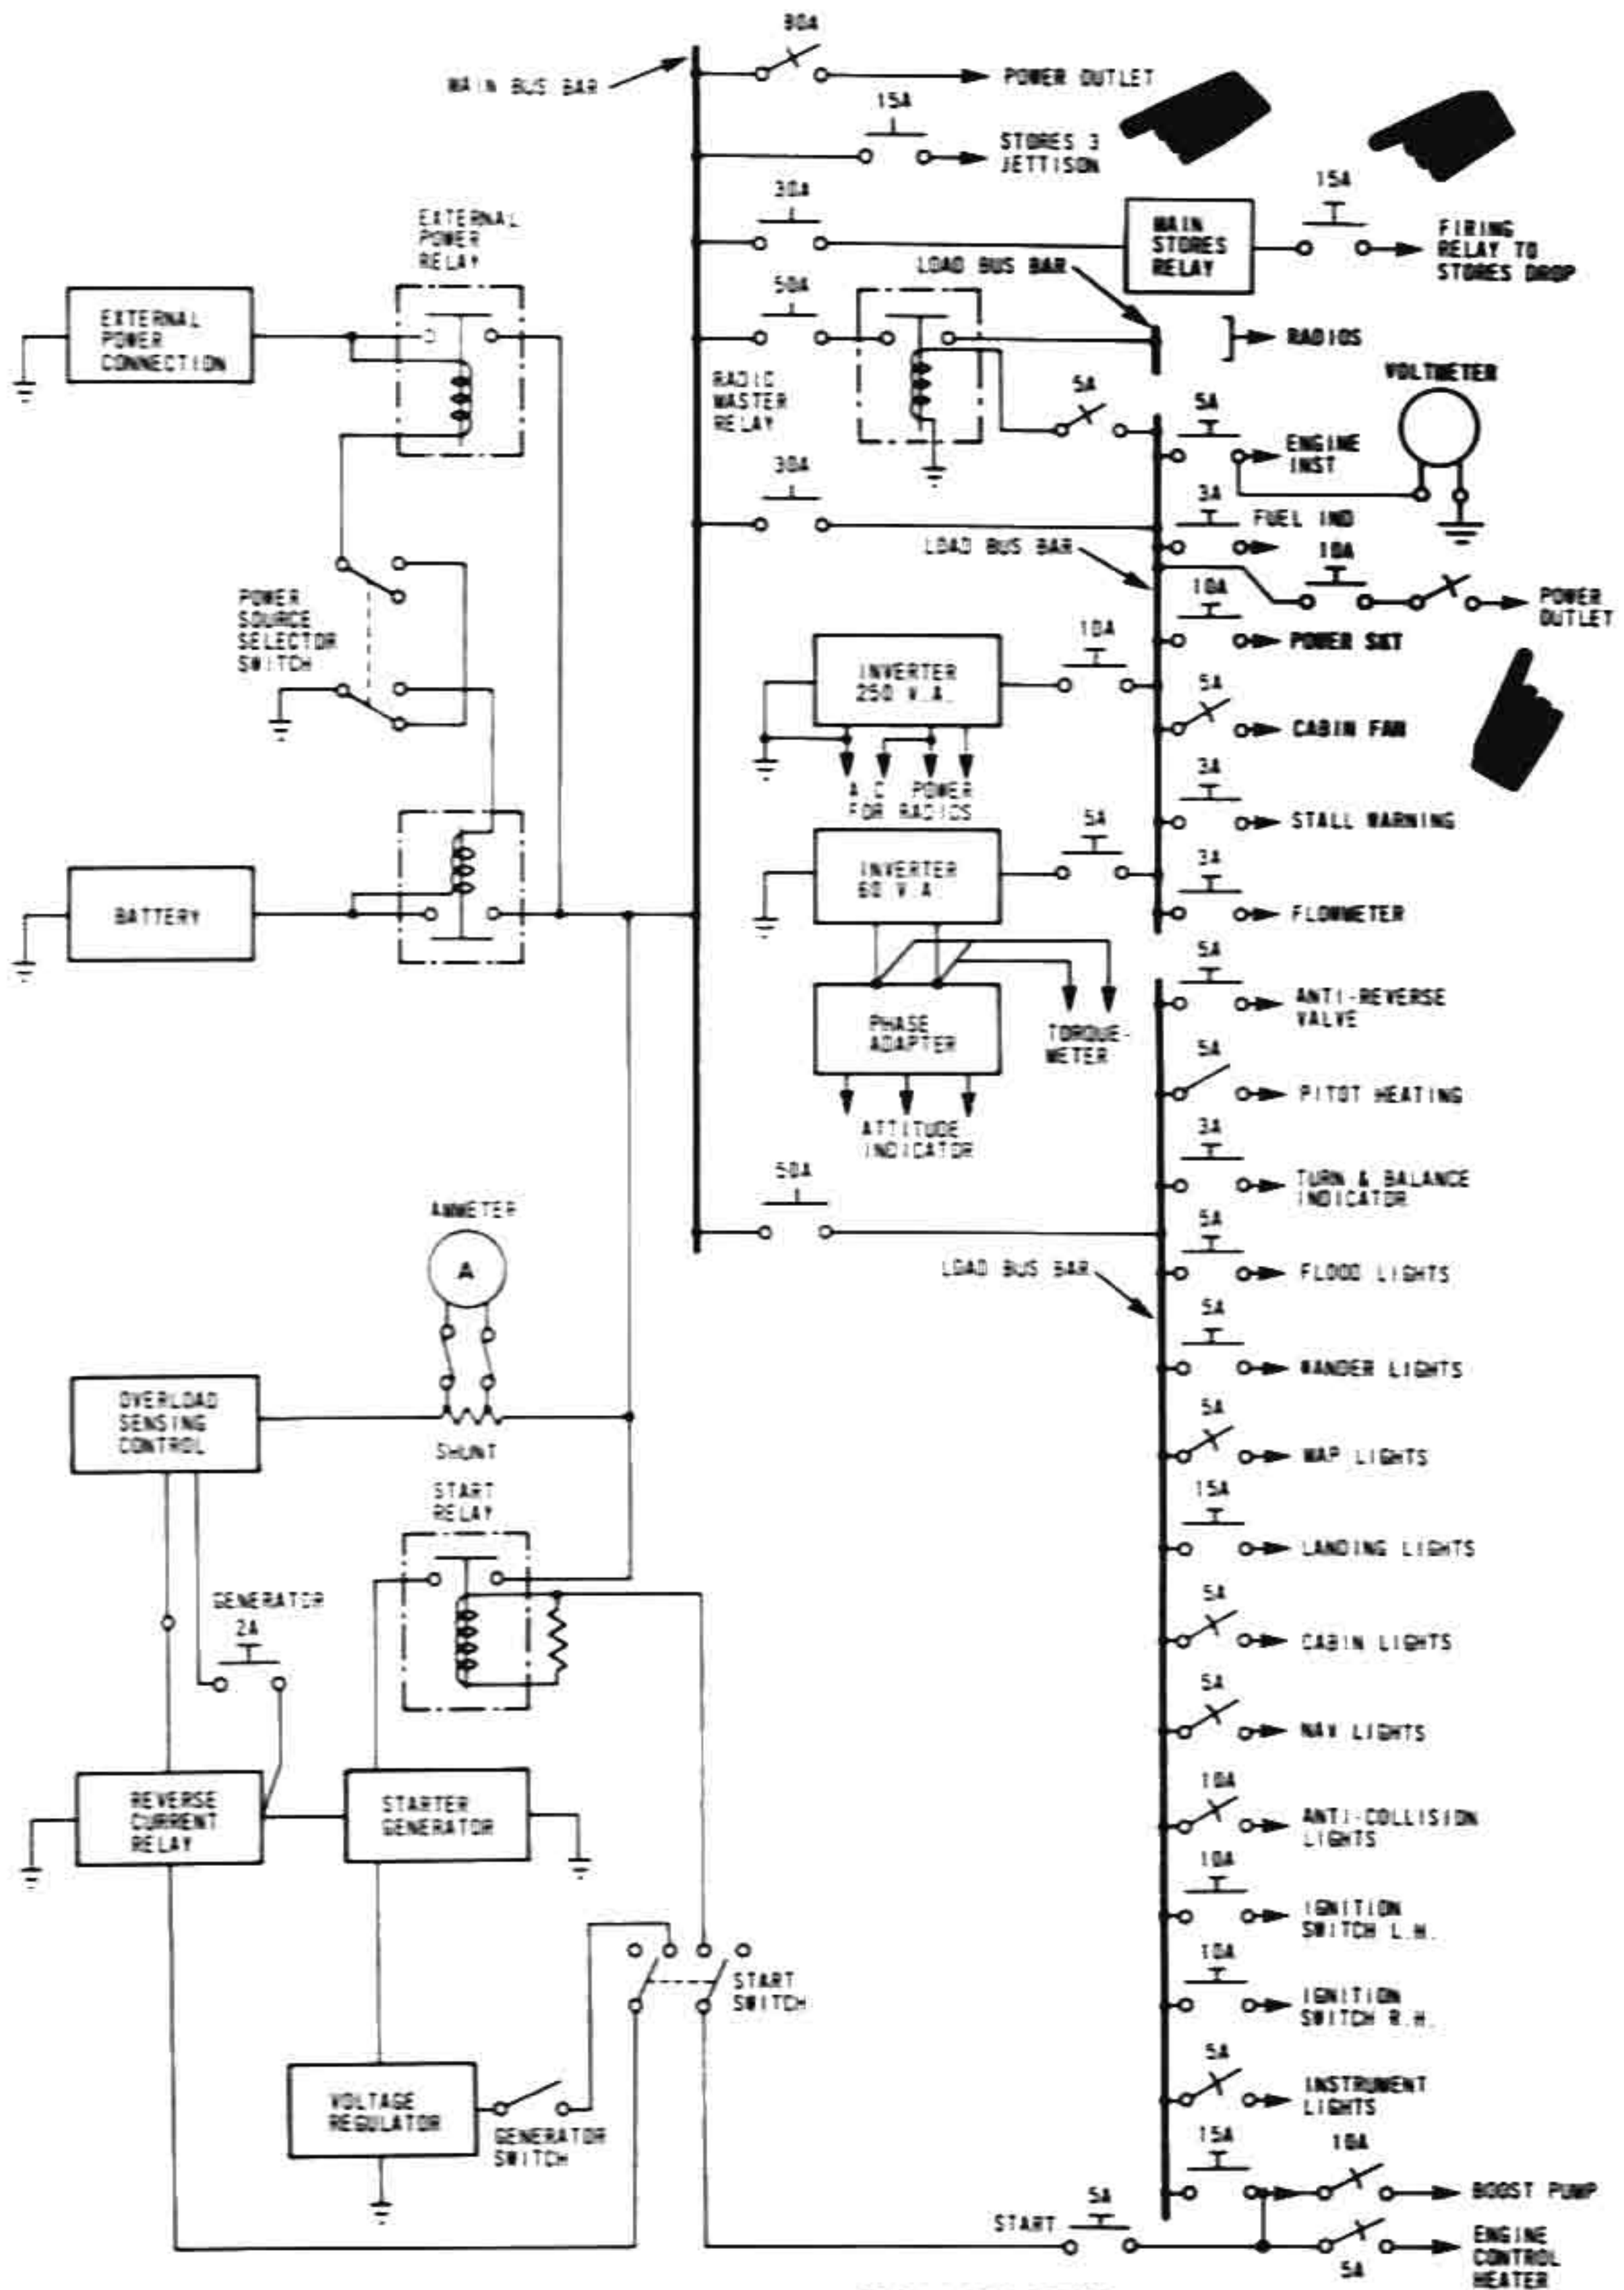 80A
MAIN BUS BAR
POWER OUTLET
15A
STORES 3
JETTISON
30A
15A
EXTERNAL
POWER
RELAY
MAIN
STORES
RELAY
FIRING
RELAY TO
STORES DROP
LOAD BUS BAR
50A
EXTERNAL
POWER
CONNECTION
RADIOS
RADIO
MASTER
RELAY
5A
VOLTMETER
5A
ENGINE
INST
30A
3A
FUEL IND
LOAD BUS BAR
10A
POWER
OUTLET
POWER
SOURCE
SELECTOR
SWITCH
10A
POWER SKT
10A
INVERTER
250 V.A.
5A
CABIN FAN
A.C POWER
FOR RADIOS
3A
STALL WARNING
5A
INVERTER
60 V.A
3A
FLOWMETER
BATTERY
5A
ANTI-REVERSE
VALVE
PHASE
ADAPTER
TORQUE-
METER
5A
PITOT HEATING
ATTITUDE
INDICATOR
3A
TURN & BALANCE
INDICATOR
50A
AMMETER
A
5A
FLOOD LIGHTS
LOAD BUS BAR
5A
WANDER LIGHTS
OVERLOAD
SENSING
CONTROL
SHUNT
5A
MAP LIGHTS
START
RELAY
15A
LANDING LIGHTS
GENERATOR
2A
5A
CABIN LIGHTS
5A
NAV LIGHTS
REVERSE
CURRENT
RELAY
STARTER
GENERATOR
10A
ANTI-COLLISION
LIGHTS
10A
IGNITION
SWITCH L.H.
START
SWITCH
10A
IGNITION
SWITCH R.H.
VOLTAGE
REGULATOR
GENERATOR
SWITCH
5A
INSTRUMENT
LIGHTS
15A
10A
BOOST PUMP
START
5A
5A
ENGINE
CONTROL
HEATER